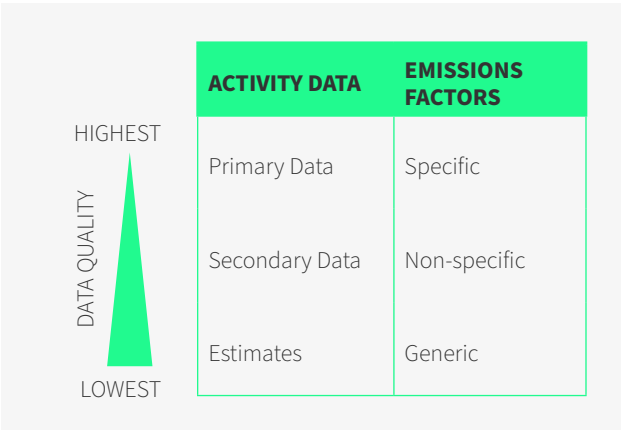 ACTIVITY DATA
EMISSIONS
FACTORS
HIGHEST
Primary Data
Specific
DATA QUALITY
Secondary Data
Non-specific
Estimates
Generic
LOWEST